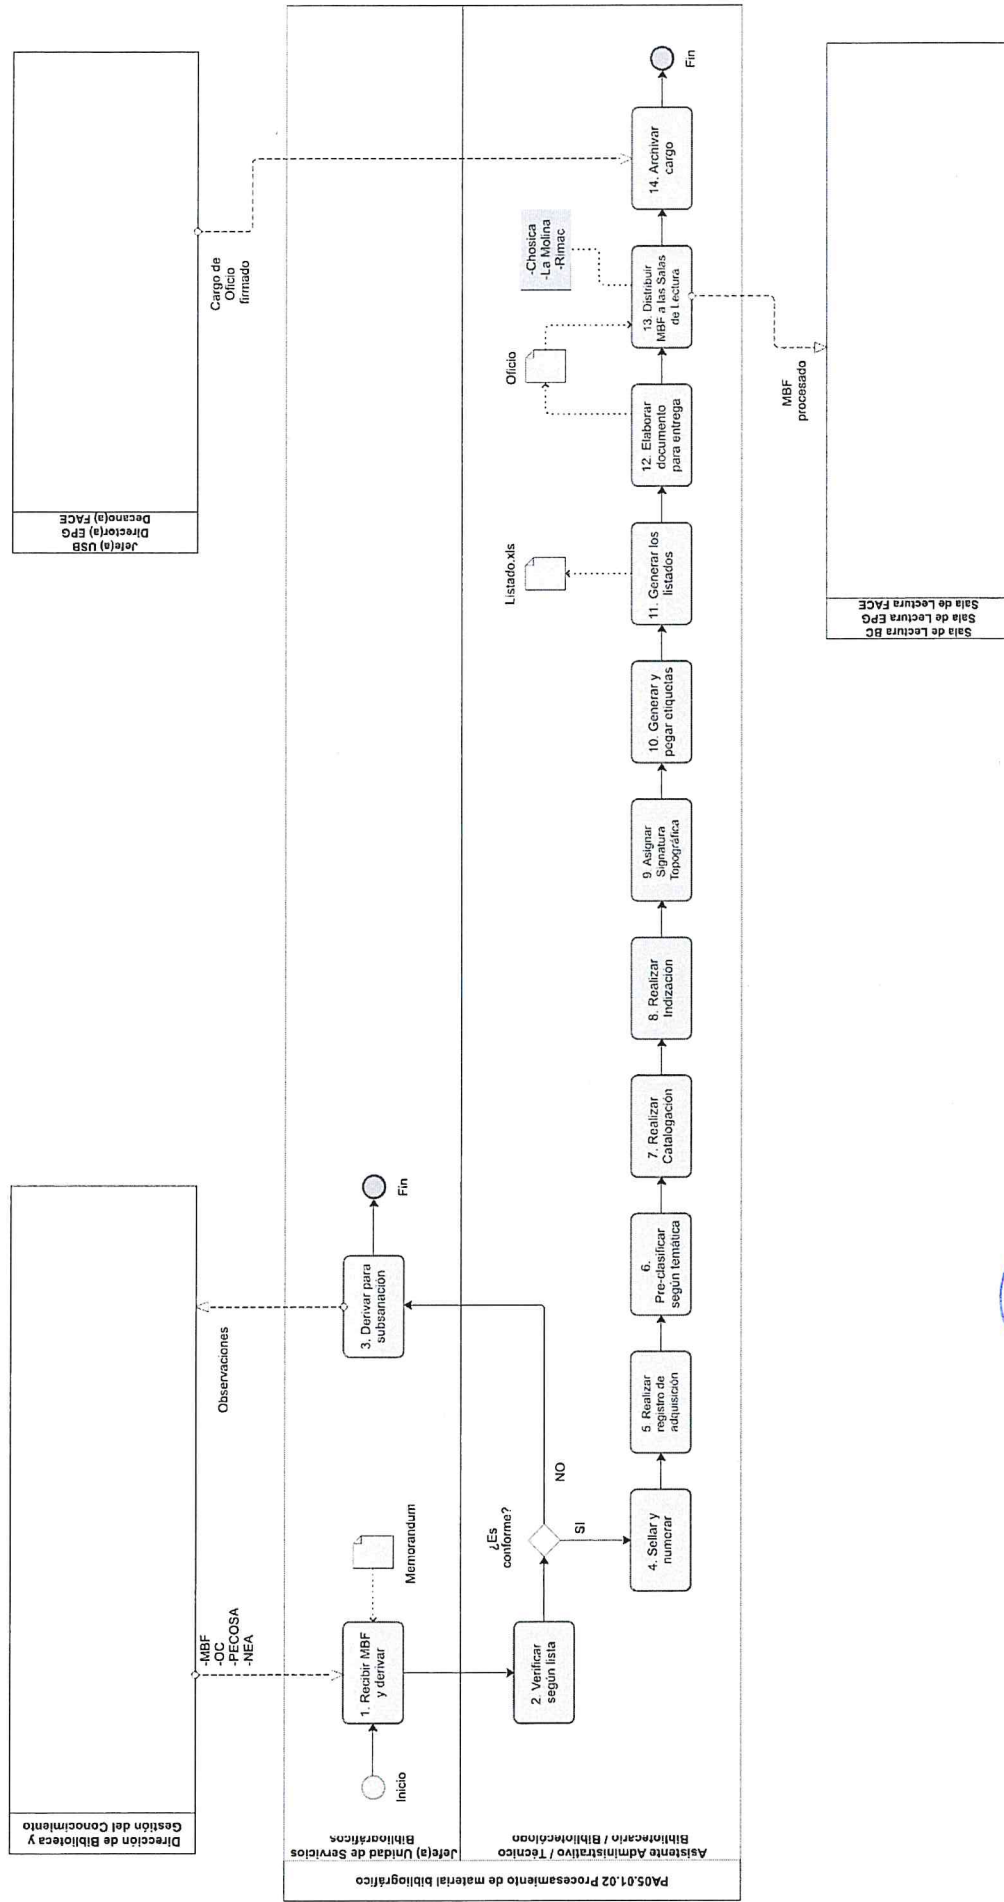 Dirección de Biblioteca y
Gestión del Conocimiento
-MBF
-OC
-PECOSA
-NEA
Observaciones
Jefe(a) USB
Director(a) EPG
Decano(a) FACE
Cargo de
Oficio
firmado
PA05.01.02 Procesamiento de material bibliográfico
Jefe(a) Unidad de Servicios
Bibliográficos
Inicio
1. Recibir MBF
y derivar
Memorandum
3. Derivar para
subsanación
Fin
Asistente Administrativo / Técnico
Bibliotecario / Bibliotecólogo
2. Verificar
según lista
¿Es
conforme?
NO
SI
4. Sellar y
numerar
5 Realizar
registro de
adquisición
6.
Pre-clasificar
según temática
7. Realizar
Catalogación
8. Realizar
Indización
9. Asignar
Signatura
Topográfica
10. Generar y
pegar etiquetas
11. Generar los
listados
Listado.xls
12. Elaborar
documento
para entrega
Oficio
13. Distribuir
MBF a las Salas
de Lectura
-Chosica
-La Molina
-Rimac
14. Archivar
cargo
Fin
MBF
procesado
Sala de Lectura BC
Sala de Lectura EPG
Sala de Lectura FACE